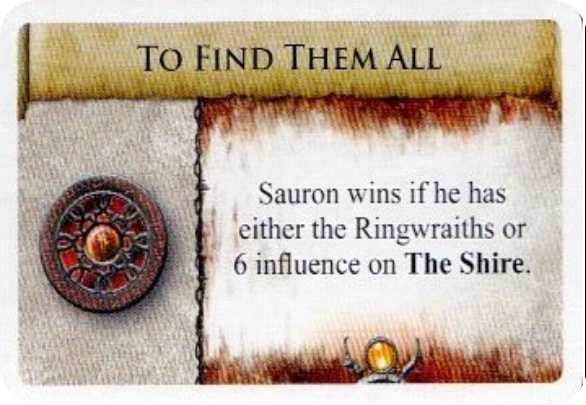 TO FIND THEM ALL
Sauron wins if he has
either the Ringwraiths or
6 influence on The Shire.